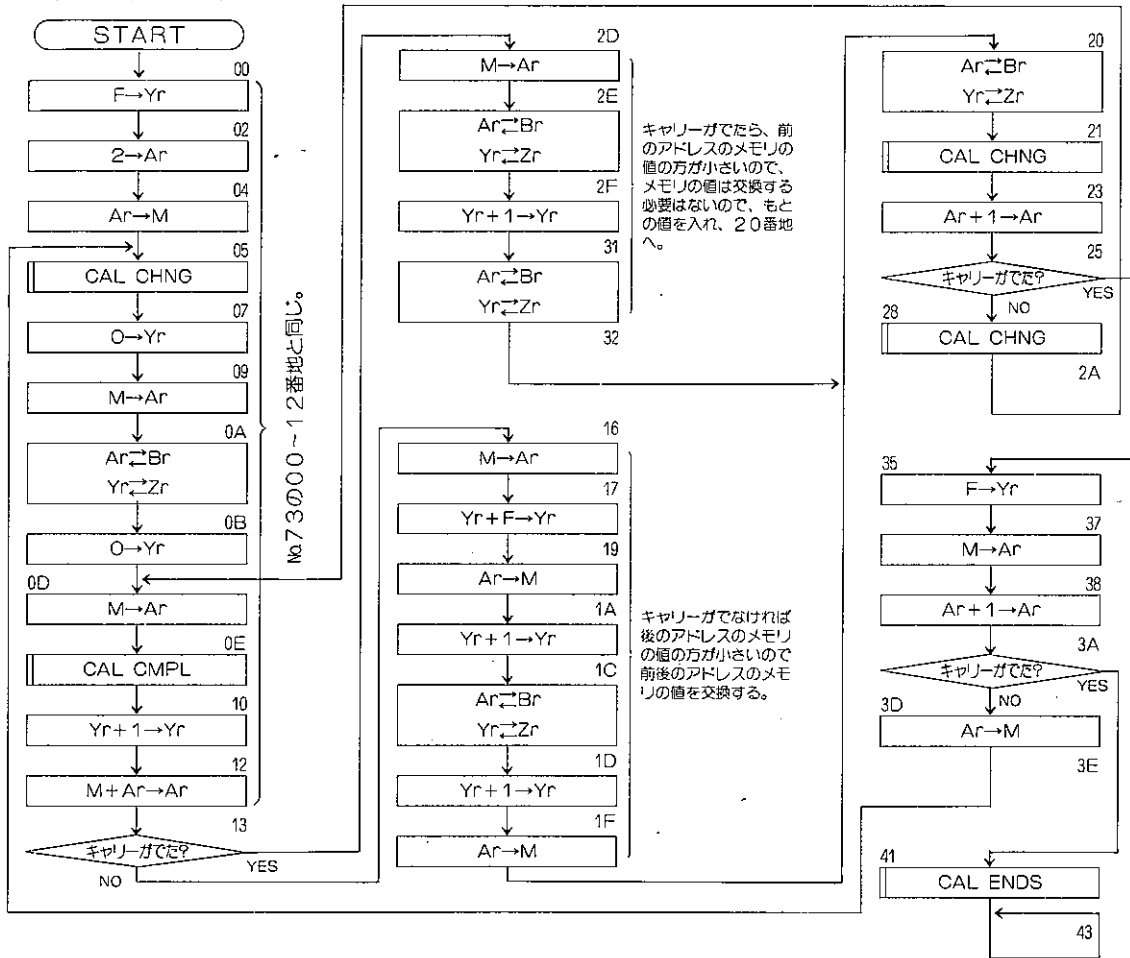 START
00
F→Yr
02
2→Ar
04
Ar→M
05
CAL CHNG
07
0→Yr
09
M→Ar
0A
Ar⇄Br
Yr⇄Zr
0B
0→Yr
0D
M→Ar
0E
CAL CMPL
10
Yr+1→Yr
12
M+Ar→Ar
13
キャリーがでた?
YES
NO
№73の00~12番地と同じ。
2D
M→Ar
2E
Ar⇄Br
Yr⇄Zr
2F
Yr+1→Yr
31
Ar⇄Br
Yr⇄Zr
32
キャリーがでたら、前
のアドレスのメモリの
値の方が小さいので、
メモリの値は交換する
必要はないので、もと
の値を入れ、20番地
へ。
16
M→Ar
17
Yr+F→Yr
19
Ar→M
1A
Yr+1→Yr
1C
Ar⇄Br
Yr⇄Zr
1D
Yr+1→Yr
1F
Ar→M
キャリーがでなければ
後のアドレスのメモリ
の値の方が小さいので
前後のアドレスのメモ
リの値を交換する。
20
Ar⇄Br
Yr⇄Zr
21
CAL CHNG
23
Ar+1→Ar
25
キャリーがでた?
YES
NO
28
CAL CHNG
2A
35
F→Yr
37
M→Ar
38
Ar+1→Ar
3A
キャリーがでた?
YES
NO
3D
Ar→M
3E
41
CAL ENDS
43